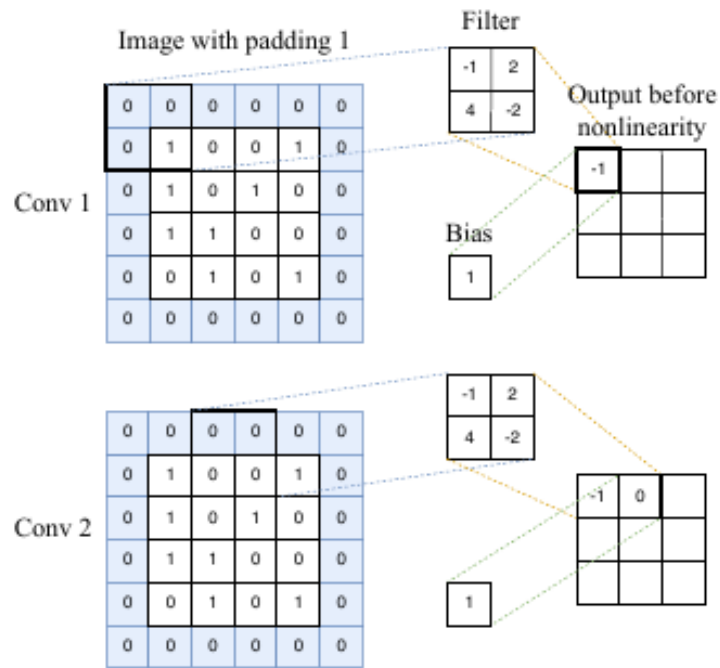 Image with padding 1
Filter
-1 2
4 -2
Output before
nonlinearity
Conv 1
0 0 0 0 0 0
0 1 0 0 1 0
0 1 0 1 0 0
0 1 1 0 0 0
0 0 1 0 1 0
0 0 0 0 0 0
-1
Bias
1
Conv 2
0 0 0 0 0 0
0 1 0 0 1 0
0 1 0 1 0 0
0 1 1 0 0 0
0 0 1 0 1 0
0 0 0 0 0 0
-1 2
4 -2
-1 0
1